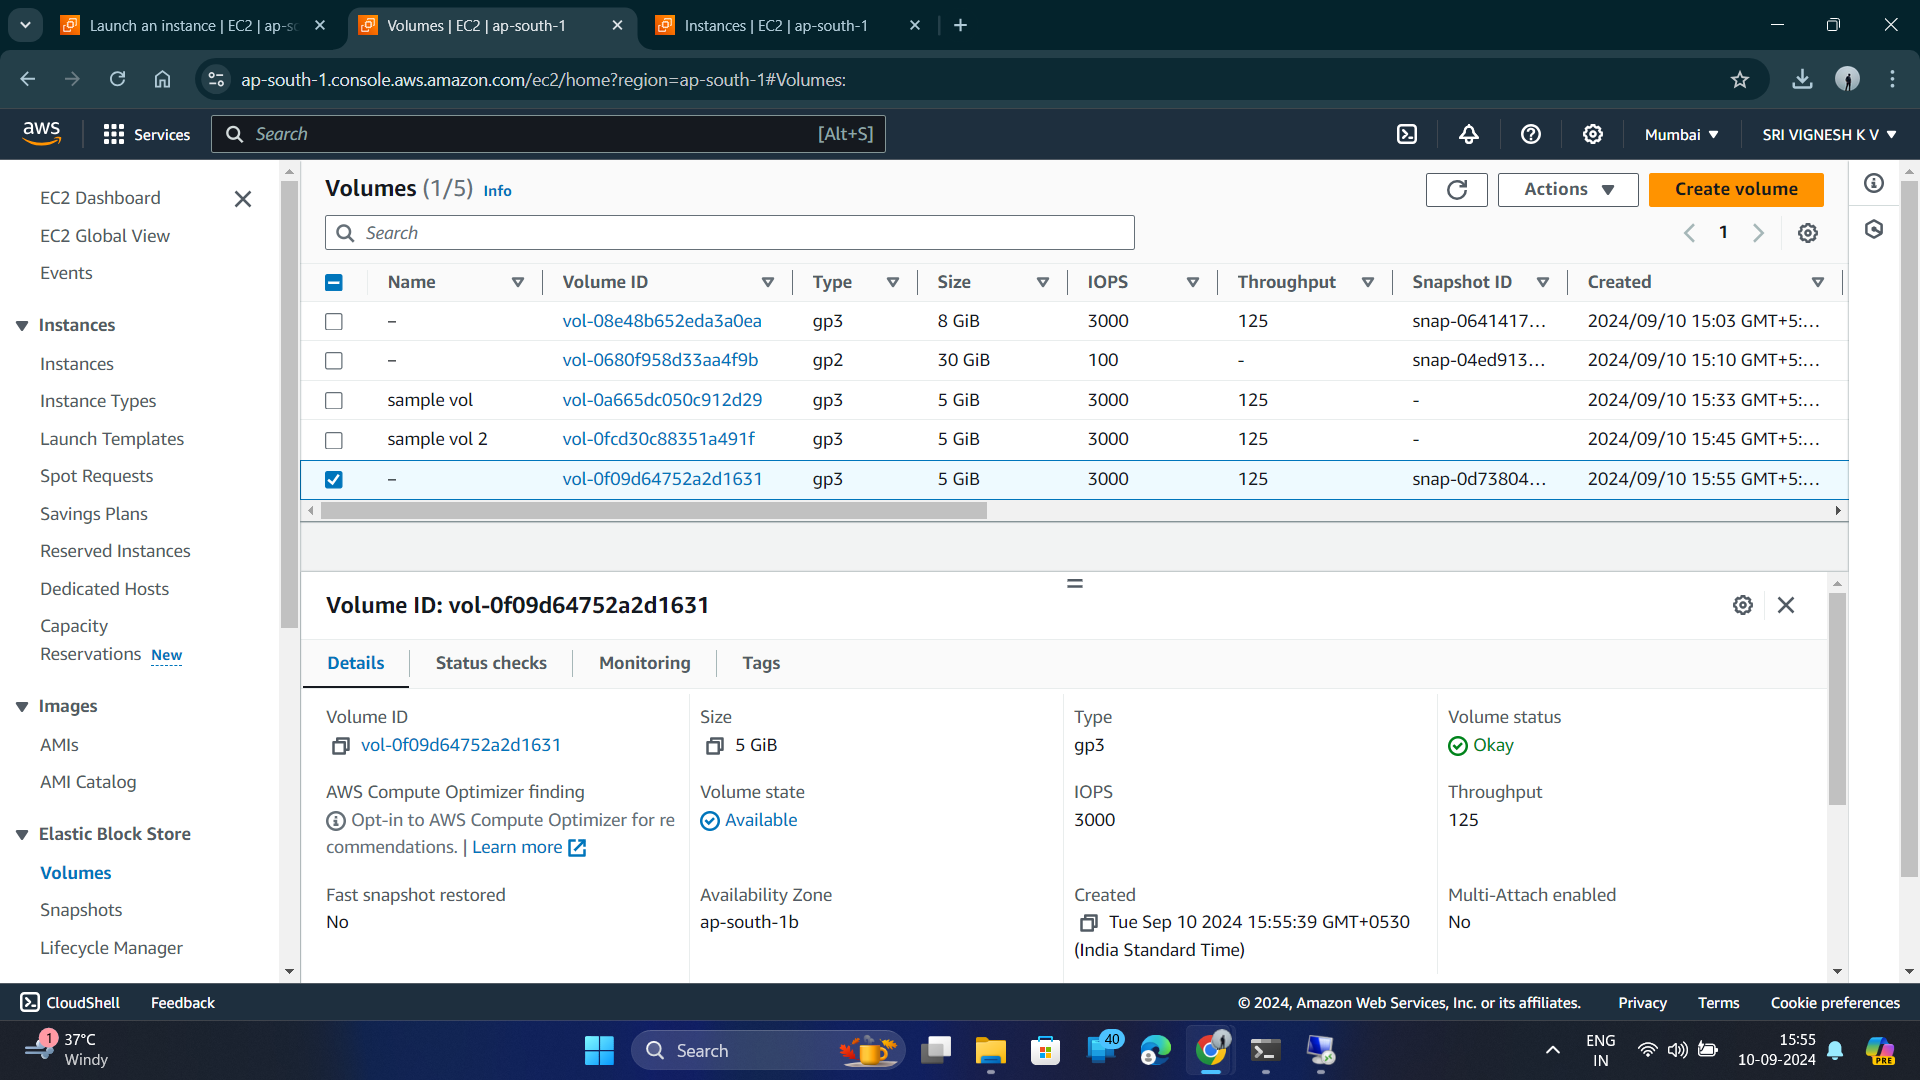 Launch an instance | EC2 | ap-so
Volumes | EC2 | ap-south-1
Instances | EC2 | ap-south-1
ap-south-1.console.aws.amazon.com/ec2/home?region=ap-south-1#Volumes:
aws
Services
Search
[Alt+S]
Mumbai
SRI VIGNESH K V
EC2 Dashboard
EC2 Global View
Events
Instances
Instances
Instance Types
Launch Templates
Spot Requests
Savings Plans
Reserved Instances
Dedicated Hosts
Capacity
Reservations New
Images
AMIs
AMI Catalog
Elastic Block Store
Volumes
Snapshots
Lifecycle Manager
Volumes (1/5) Info
Actions
Create volume
Search
1
Name Volume ID Type Size IOPS Throughput Snapshot ID Created
– vol-08e48b652eda3a0ea gp3 8 GiB 3000 125 snap-0641417... 2024/09/10 15:03 GMT+5:...
– vol-0680f958d33aa4f9b gp2 30 GiB 100 - snap-04ed913... 2024/09/10 15:10 GMT+5:...
sample vol vol-0a665dc050c912d29 gp3 5 GiB 3000 125 - 2024/09/10 15:33 GMT+5:...
sample vol 2 vol-0fcd30c88351a491f gp3 5 GiB 3000 125 - 2024/09/10 15:45 GMT+5:...
– vol-0f09d64752a2d1631 gp3 5 GiB 3000 125 snap-0d73804... 2024/09/10 15:55 GMT+5:...
Volume ID: vol-0f09d64752a2d1631
Details Status checks Monitoring Tags
Volume ID
vol-0f09d64752a2d1631
Size
5 GiB
Type
gp3
Volume status
Okay
AWS Compute Optimizer finding
Opt-in to AWS Compute Optimizer for re
commendations. | Learn more
Volume state
Available
IOPS
3000
Throughput
125
Fast snapshot restored
No
Availability Zone
ap-south-1b
Created
Tue Sep 10 2024 15:55:39 GMT+0530
(India Standard Time)
Multi-Attach enabled
No
CloudShell
Feedback
© 2024, Amazon Web Services, Inc. or its affiliates.
Privacy
Terms
Cookie preferences
1
37°C
Windy
Search
40
ENG
IN
15:55
10-09-2024
PRE